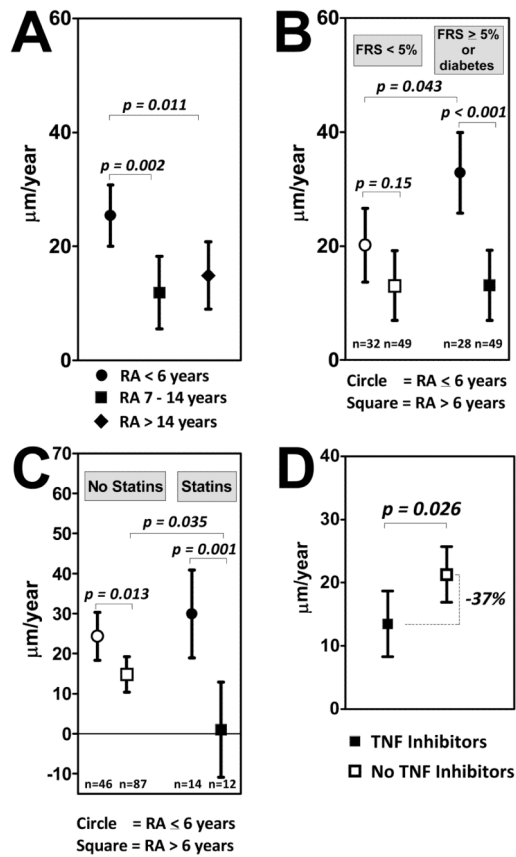 A
60
40
20
0
μm/year
p = 0.011
p = 0.002
RA < 6 years
RA 7 - 14 years
RA > 14 years
B
60
40
20
0
μm/year
FRS < 5%
FRS ≥ 5%
or
diabetes
p = 0.043
p < 0.001
p = 0.15
n=32 n=49 n=28 n=49
Circle = RA ≤ 6 years
Square = RA > 6 years
C
70
60
50
40
30
20
10
0
-10
μm/year
No Statins
Statins
p = 0.035
p = 0.001
p = 0.013
n=46 n=87 n=14 n=12
Circle = RA ≤ 6 years
Square = RA > 6 years
D
40
30
20
10
0
μm/year
p = 0.026
-37%
TNF Inhibitors
No TNF Inhibitors